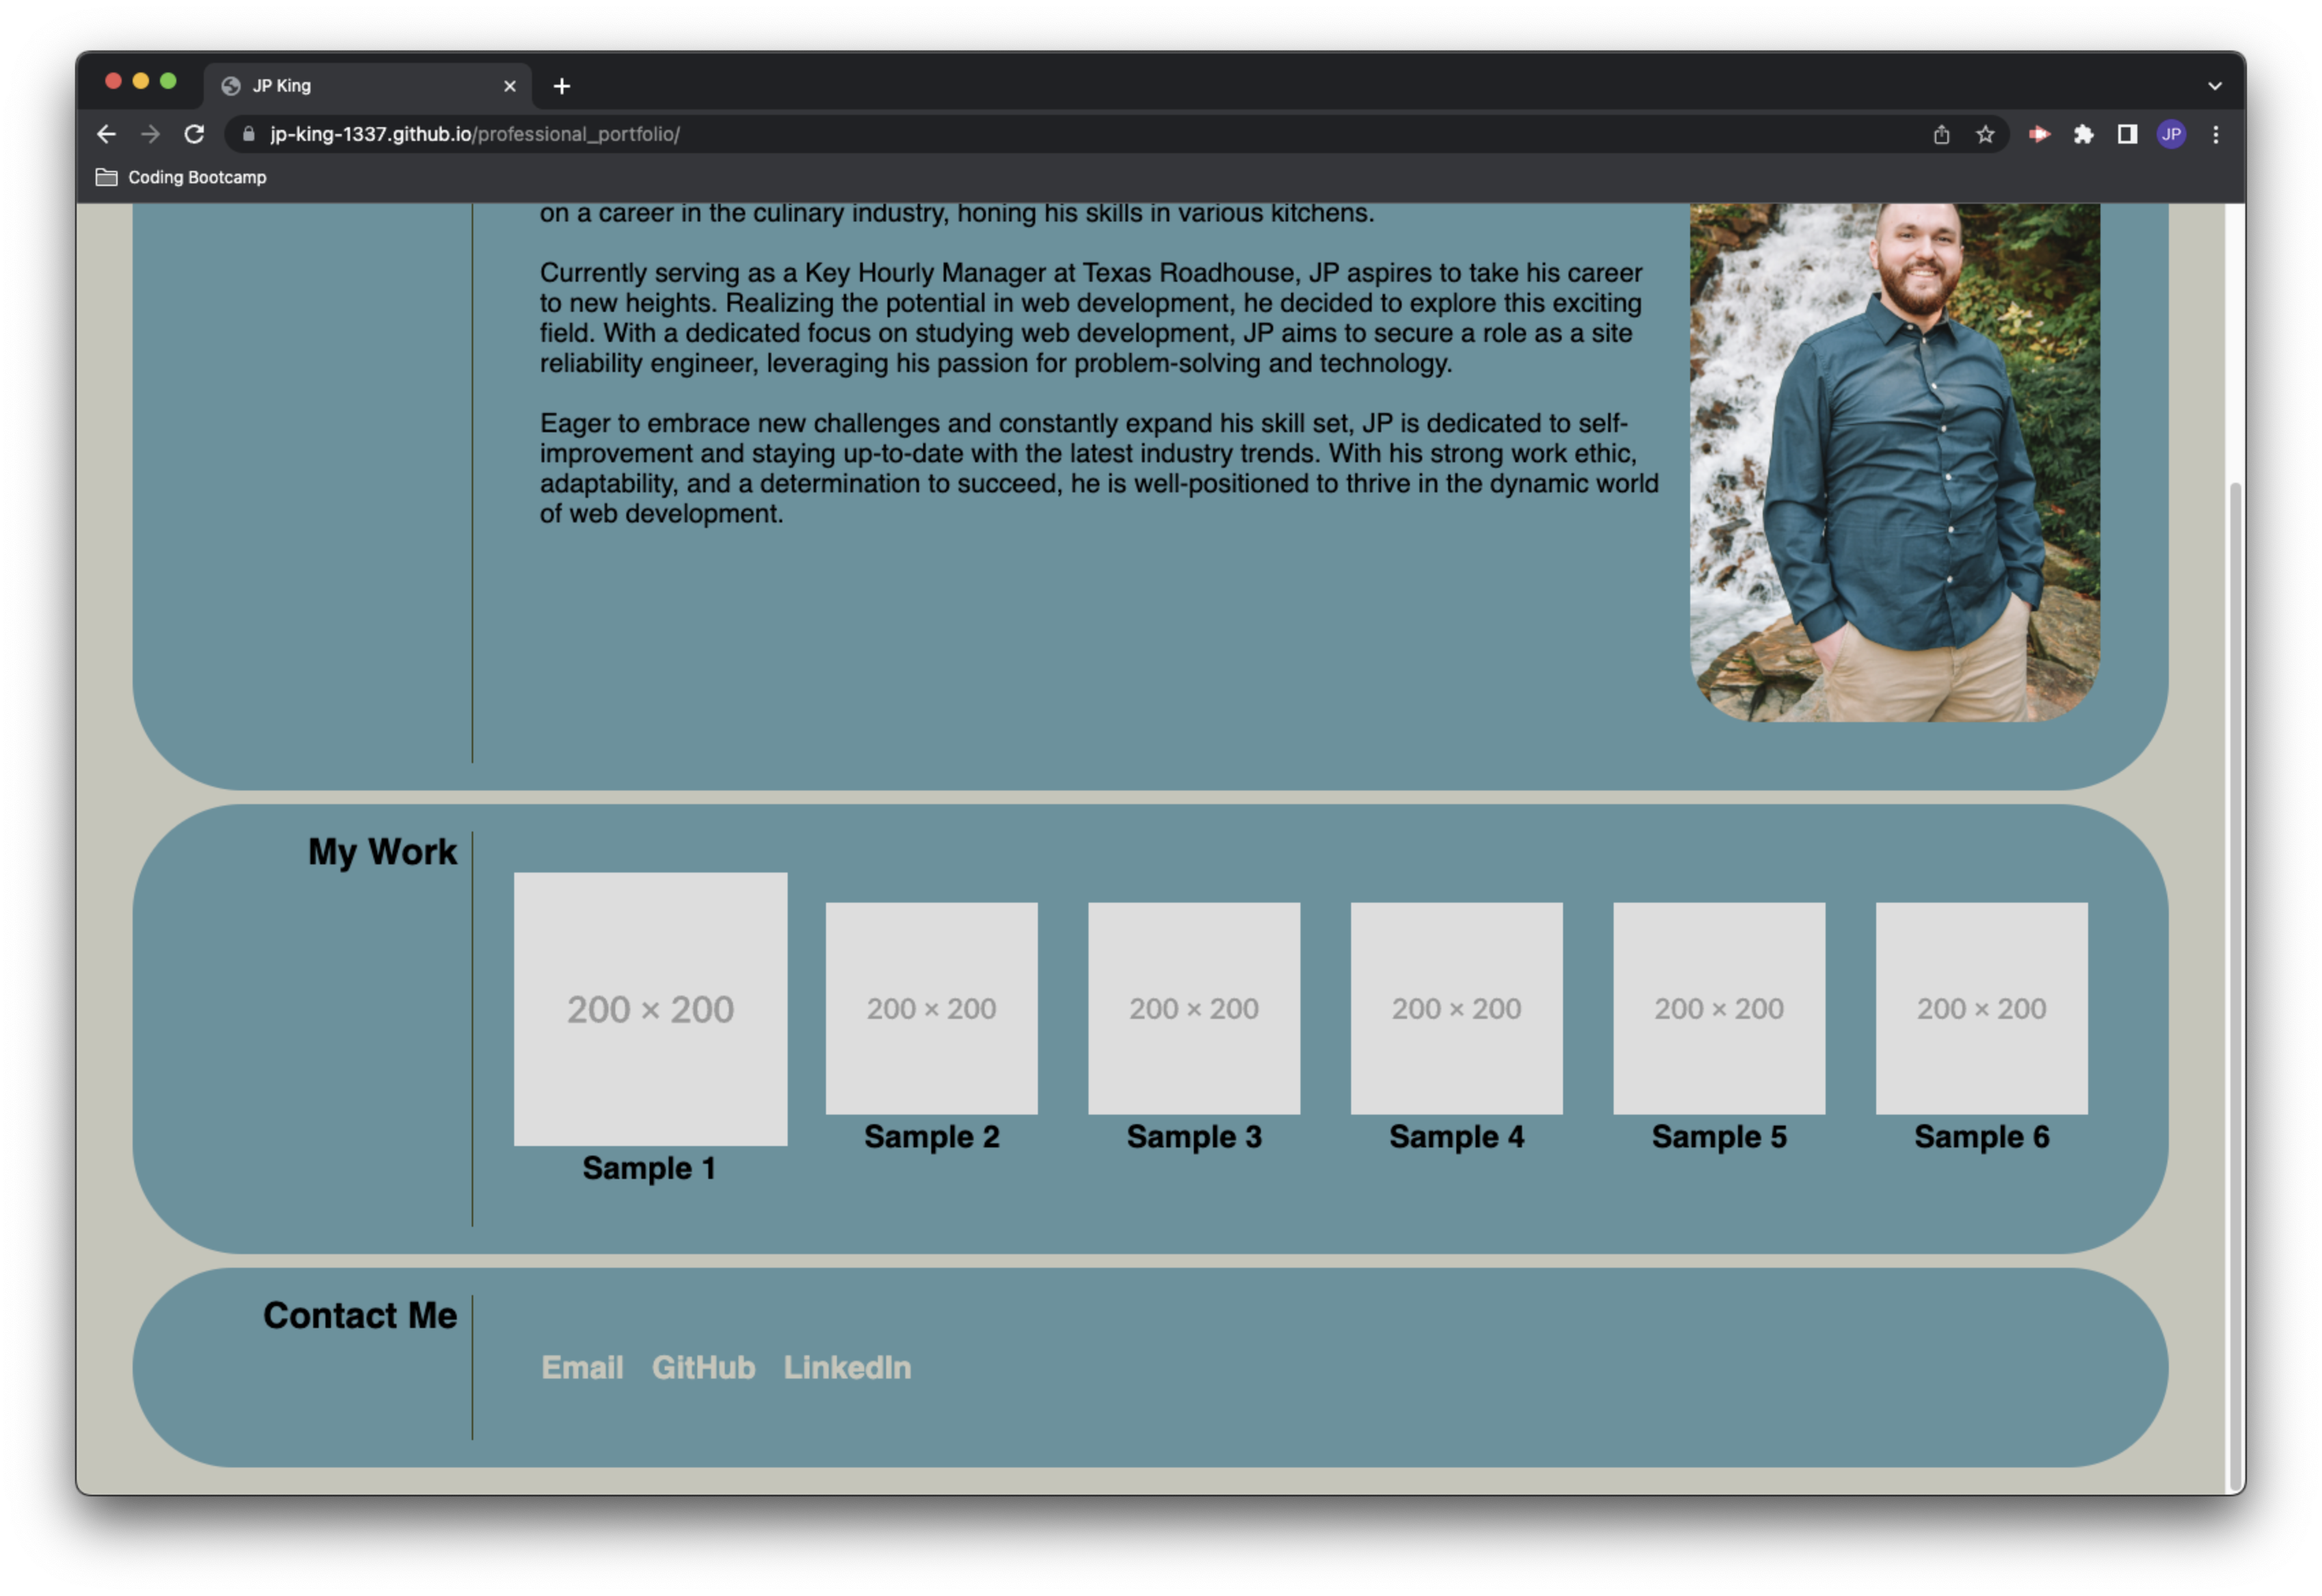 JP King
jp-king-1337.github.io/professional_portfolio/
JP
Coding Bootcamp
on a career in the culinary industry, honing his skills in various kitchens.
Currently serving as a Key Hourly Manager at Texas Roadhouse, JP aspires to take his career
to new heights. Realizing the potential in web development, he decided to explore this exciting
field. With a dedicated focus on studying web development, JP aims to secure a role as a site
reliability engineer, leveraging his passion for problem-solving and technology.
Eager to embrace new challenges and constantly expand his skill set, JP is dedicated to self-
improvement and staying up-to-date with the latest industry trends. With his strong work ethic,
adaptability, and a determination to succeed, he is well-positioned to thrive in the dynamic world
of web development.
My Work
200 × 200
200 × 200
200 × 200
200 × 200
200 × 200
200 × 200
Sample 1
Sample 2
Sample 3
Sample 4
Sample 5
Sample 6
Contact Me
Email GitHub LinkedIn